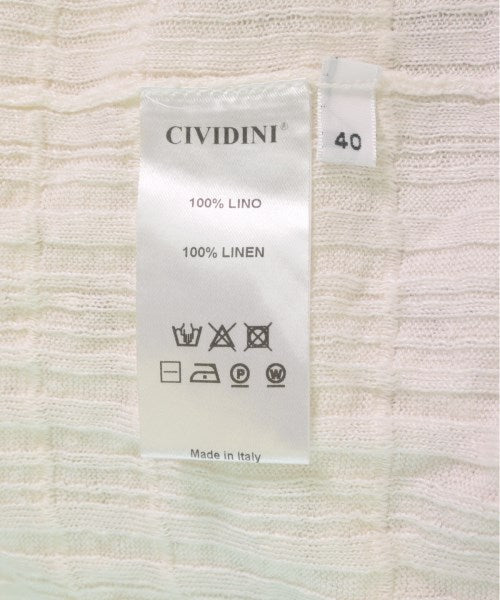 CIVIDINI®
40
100% LINO
100% LINEN
P W
Made in Italy